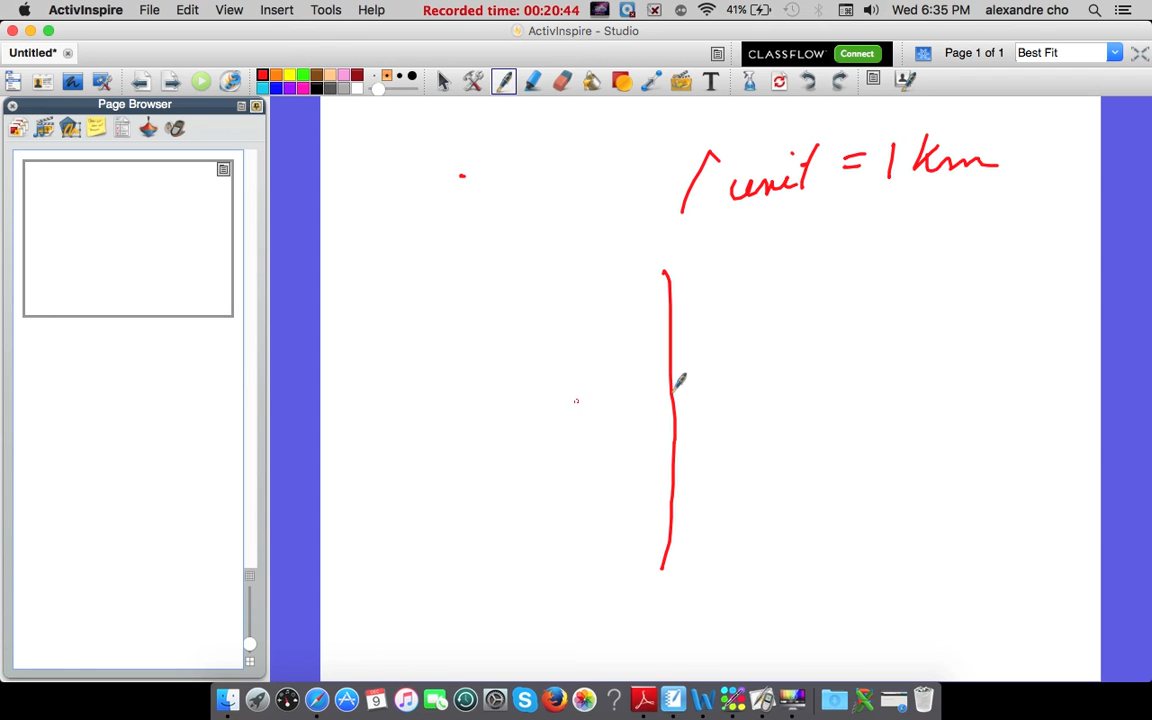 ActivInspire File Edit View Insert Tools Help Recorded time: 00:20:44 41% Wed 6:35 PM alexandre cho
ActivInspire - Studio
Untitled* CLASSFLOW Connect Page 1 of 1 Best Fit
Page Browser
1 unit = 1 km